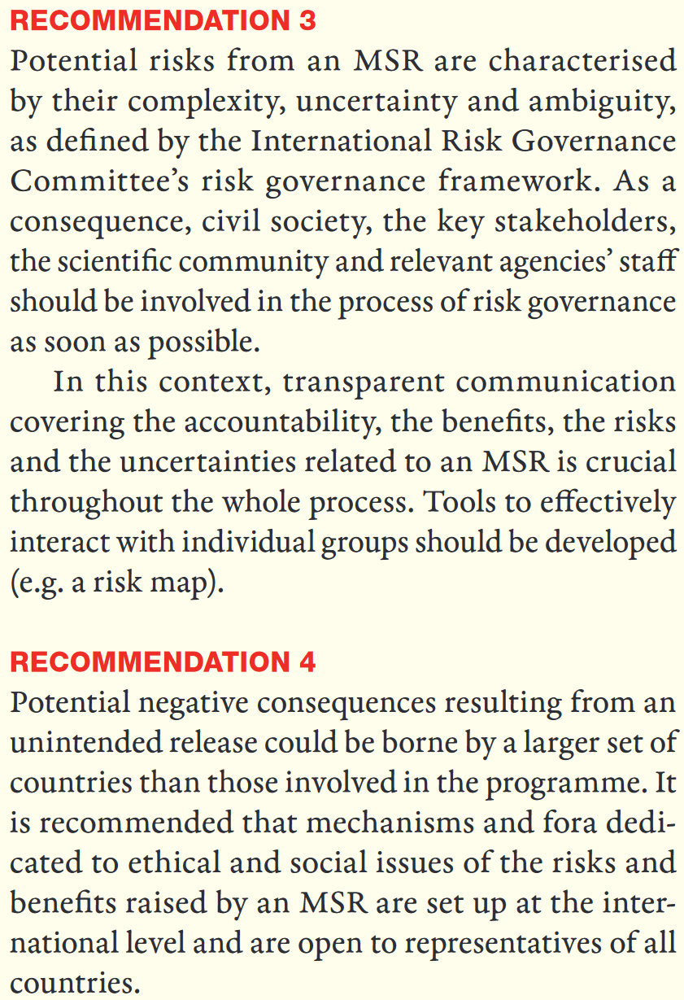 RECOMMENDATION 3
Potential risks from an MSR are characterised
by their complexity, uncertainty and ambiguity,
as defined by the International Risk Governance
Committee’s risk governance framework. As a
consequence, civil society, the key stakeholders,
the scientific community and relevant agencies’ staff
should be involved in the process of risk governance
as soon as possible.
In this context, transparent communication
covering the accountability, the benefits, the risks
and the uncertainties related to an MSR is crucial
throughout the whole process. Tools to effectively
interact with individual groups should be developed
(e.g. a risk map).
RECOMMENDATION 4
Potential negative consequences resulting from an
unintended release could be borne by a larger set of
countries than those involved in the programme. It
is recommended that mechanisms and fora dedi-
cated to ethical and social issues of the risks and
benefits raised by an MSR are set up at the inter-
national level and are open to representatives of all
countries.